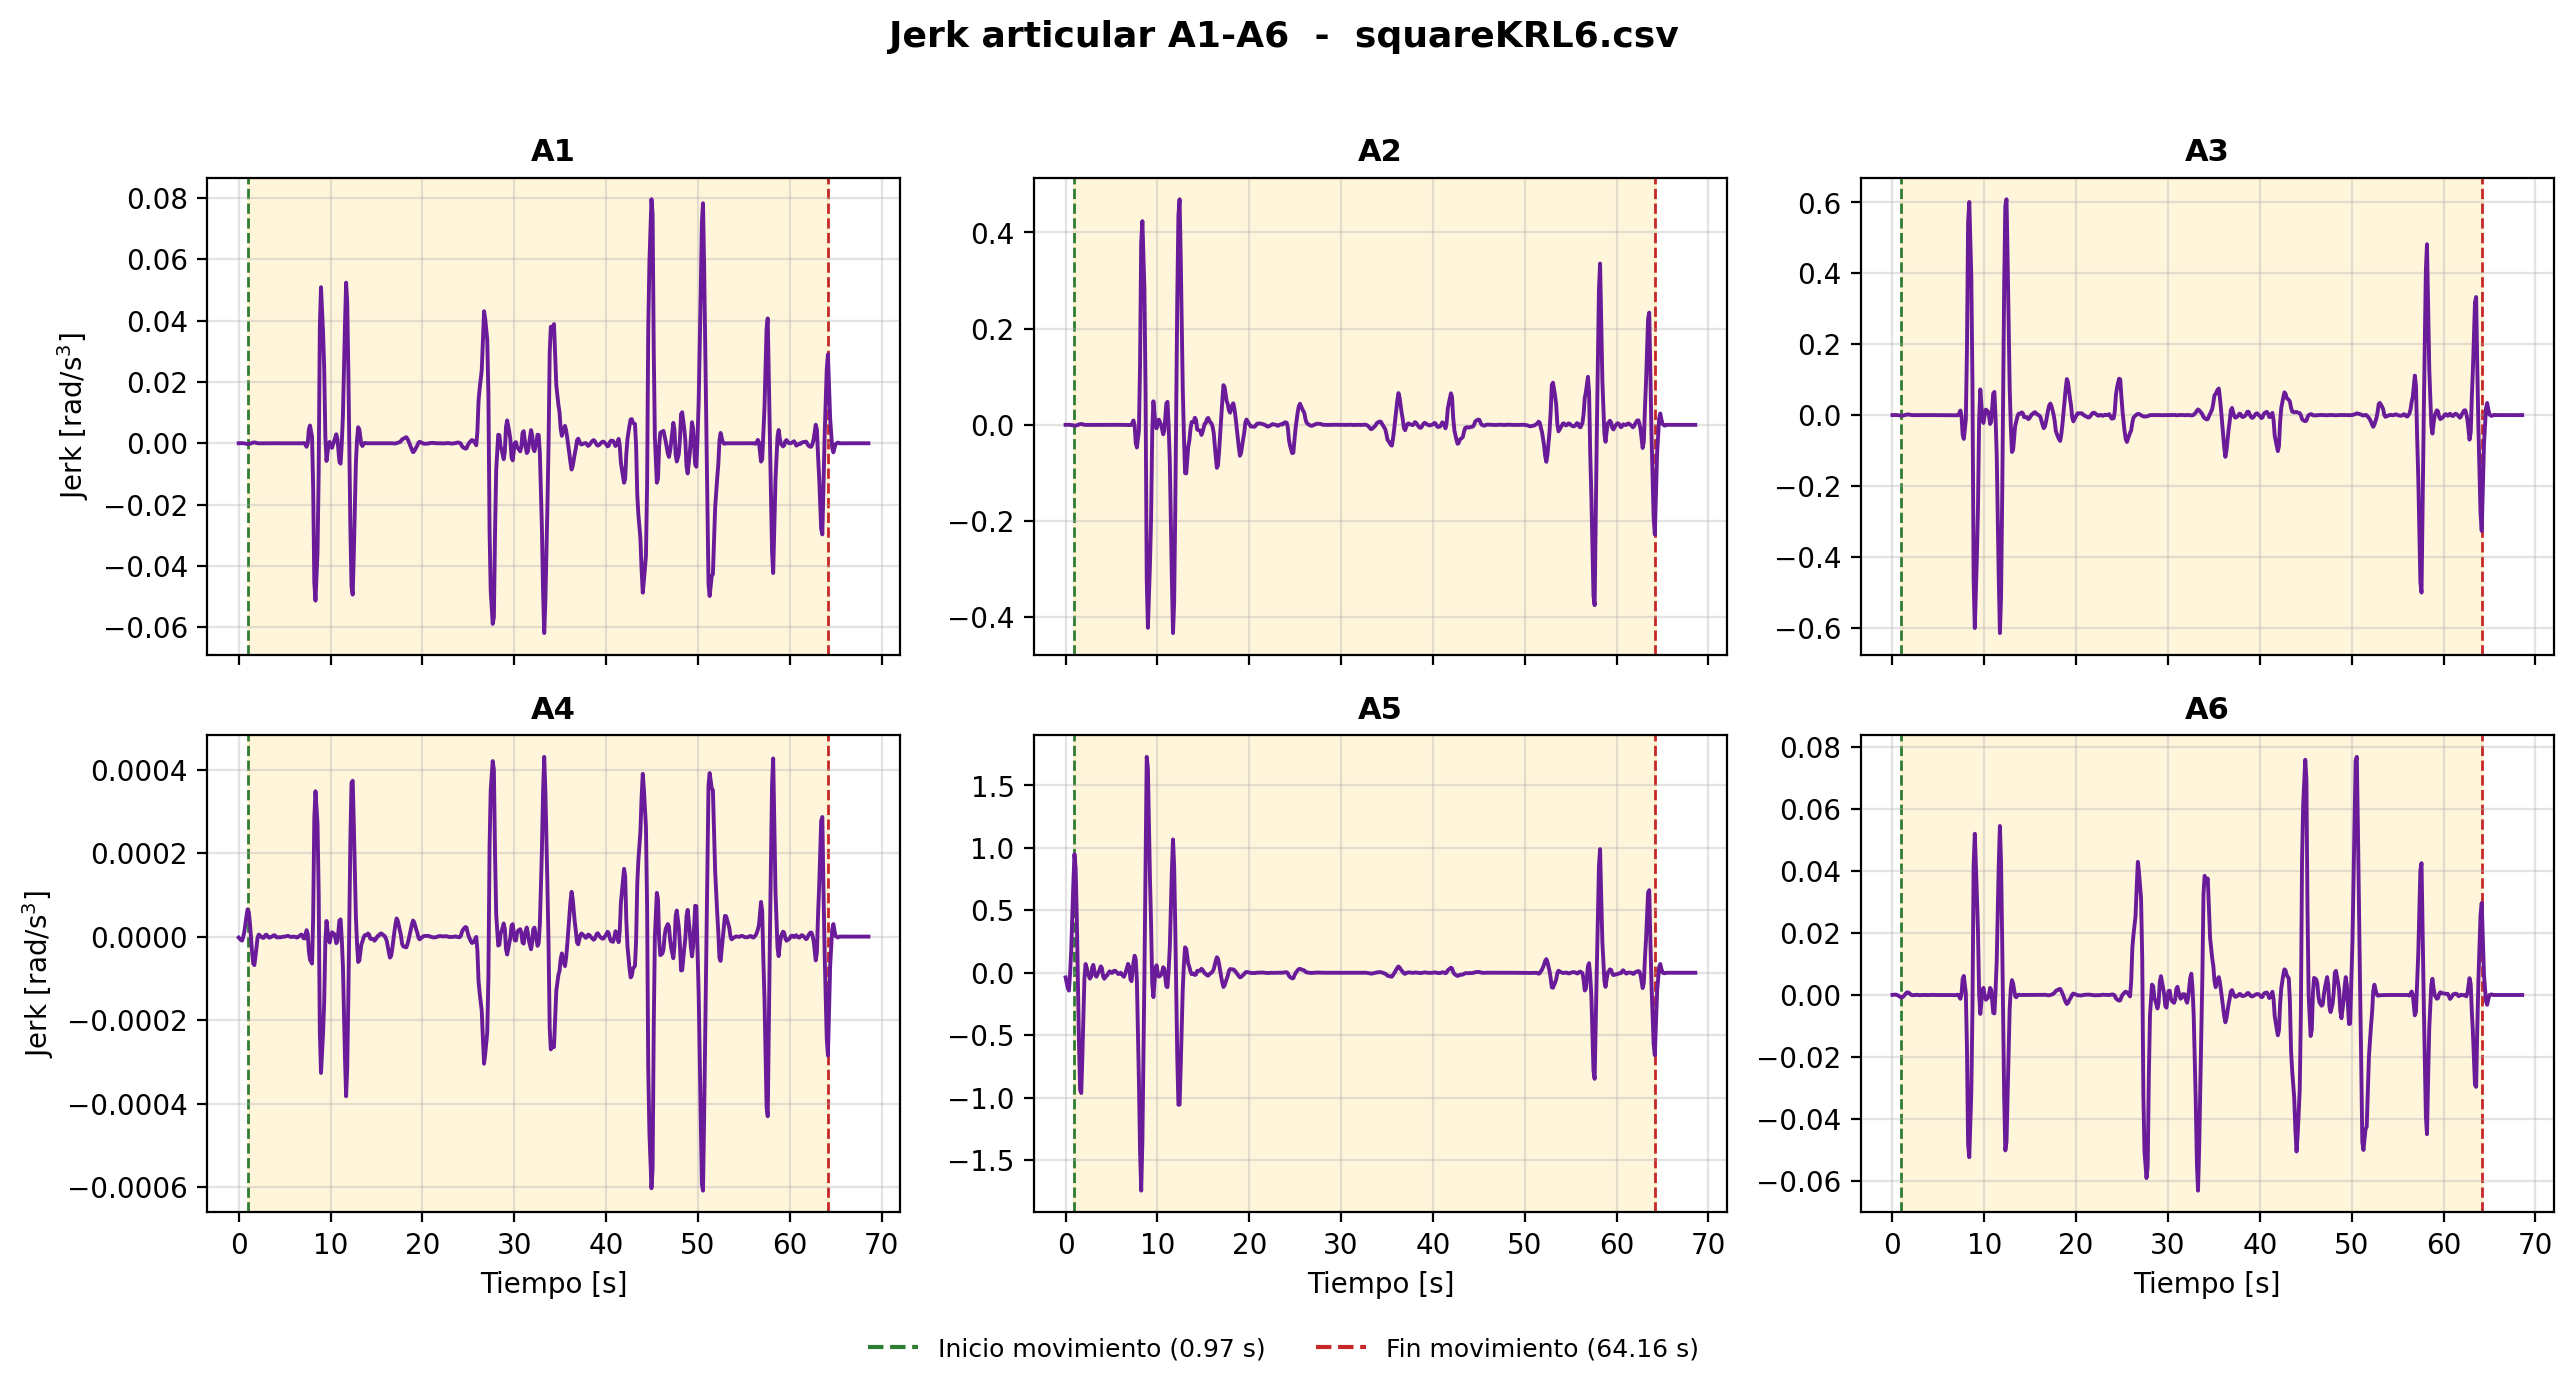 Jerk articular A1-A6  -  squareKRL6.csv
A1
A2
A3
Jerk [rad/s³]
0.08
0.06
0.04
0.02
0.00
−0.02
−0.04
−0.06
0.4
0.2
0.0
−0.2
−0.4
0.6
0.4
0.2
0.0
−0.2
−0.4
−0.6
A4
A5
A6
Jerk [rad/s³]
0.0004
0.0002
0.0000
−0.0002
−0.0004
−0.0006
1.5
1.0
0.5
0.0
−0.5
−1.0
−1.5
0.08
0.06
0.04
0.02
0.00
−0.02
−0.04
−0.06
0 10 20 30 40 50 60 70
0 10 20 30 40 50 60 70
0 10 20 30 40 50 60 70
Tiempo [s]
Tiempo [s]
Tiempo [s]
Inicio movimiento (0.97 s)
Fin movimiento (64.16 s)